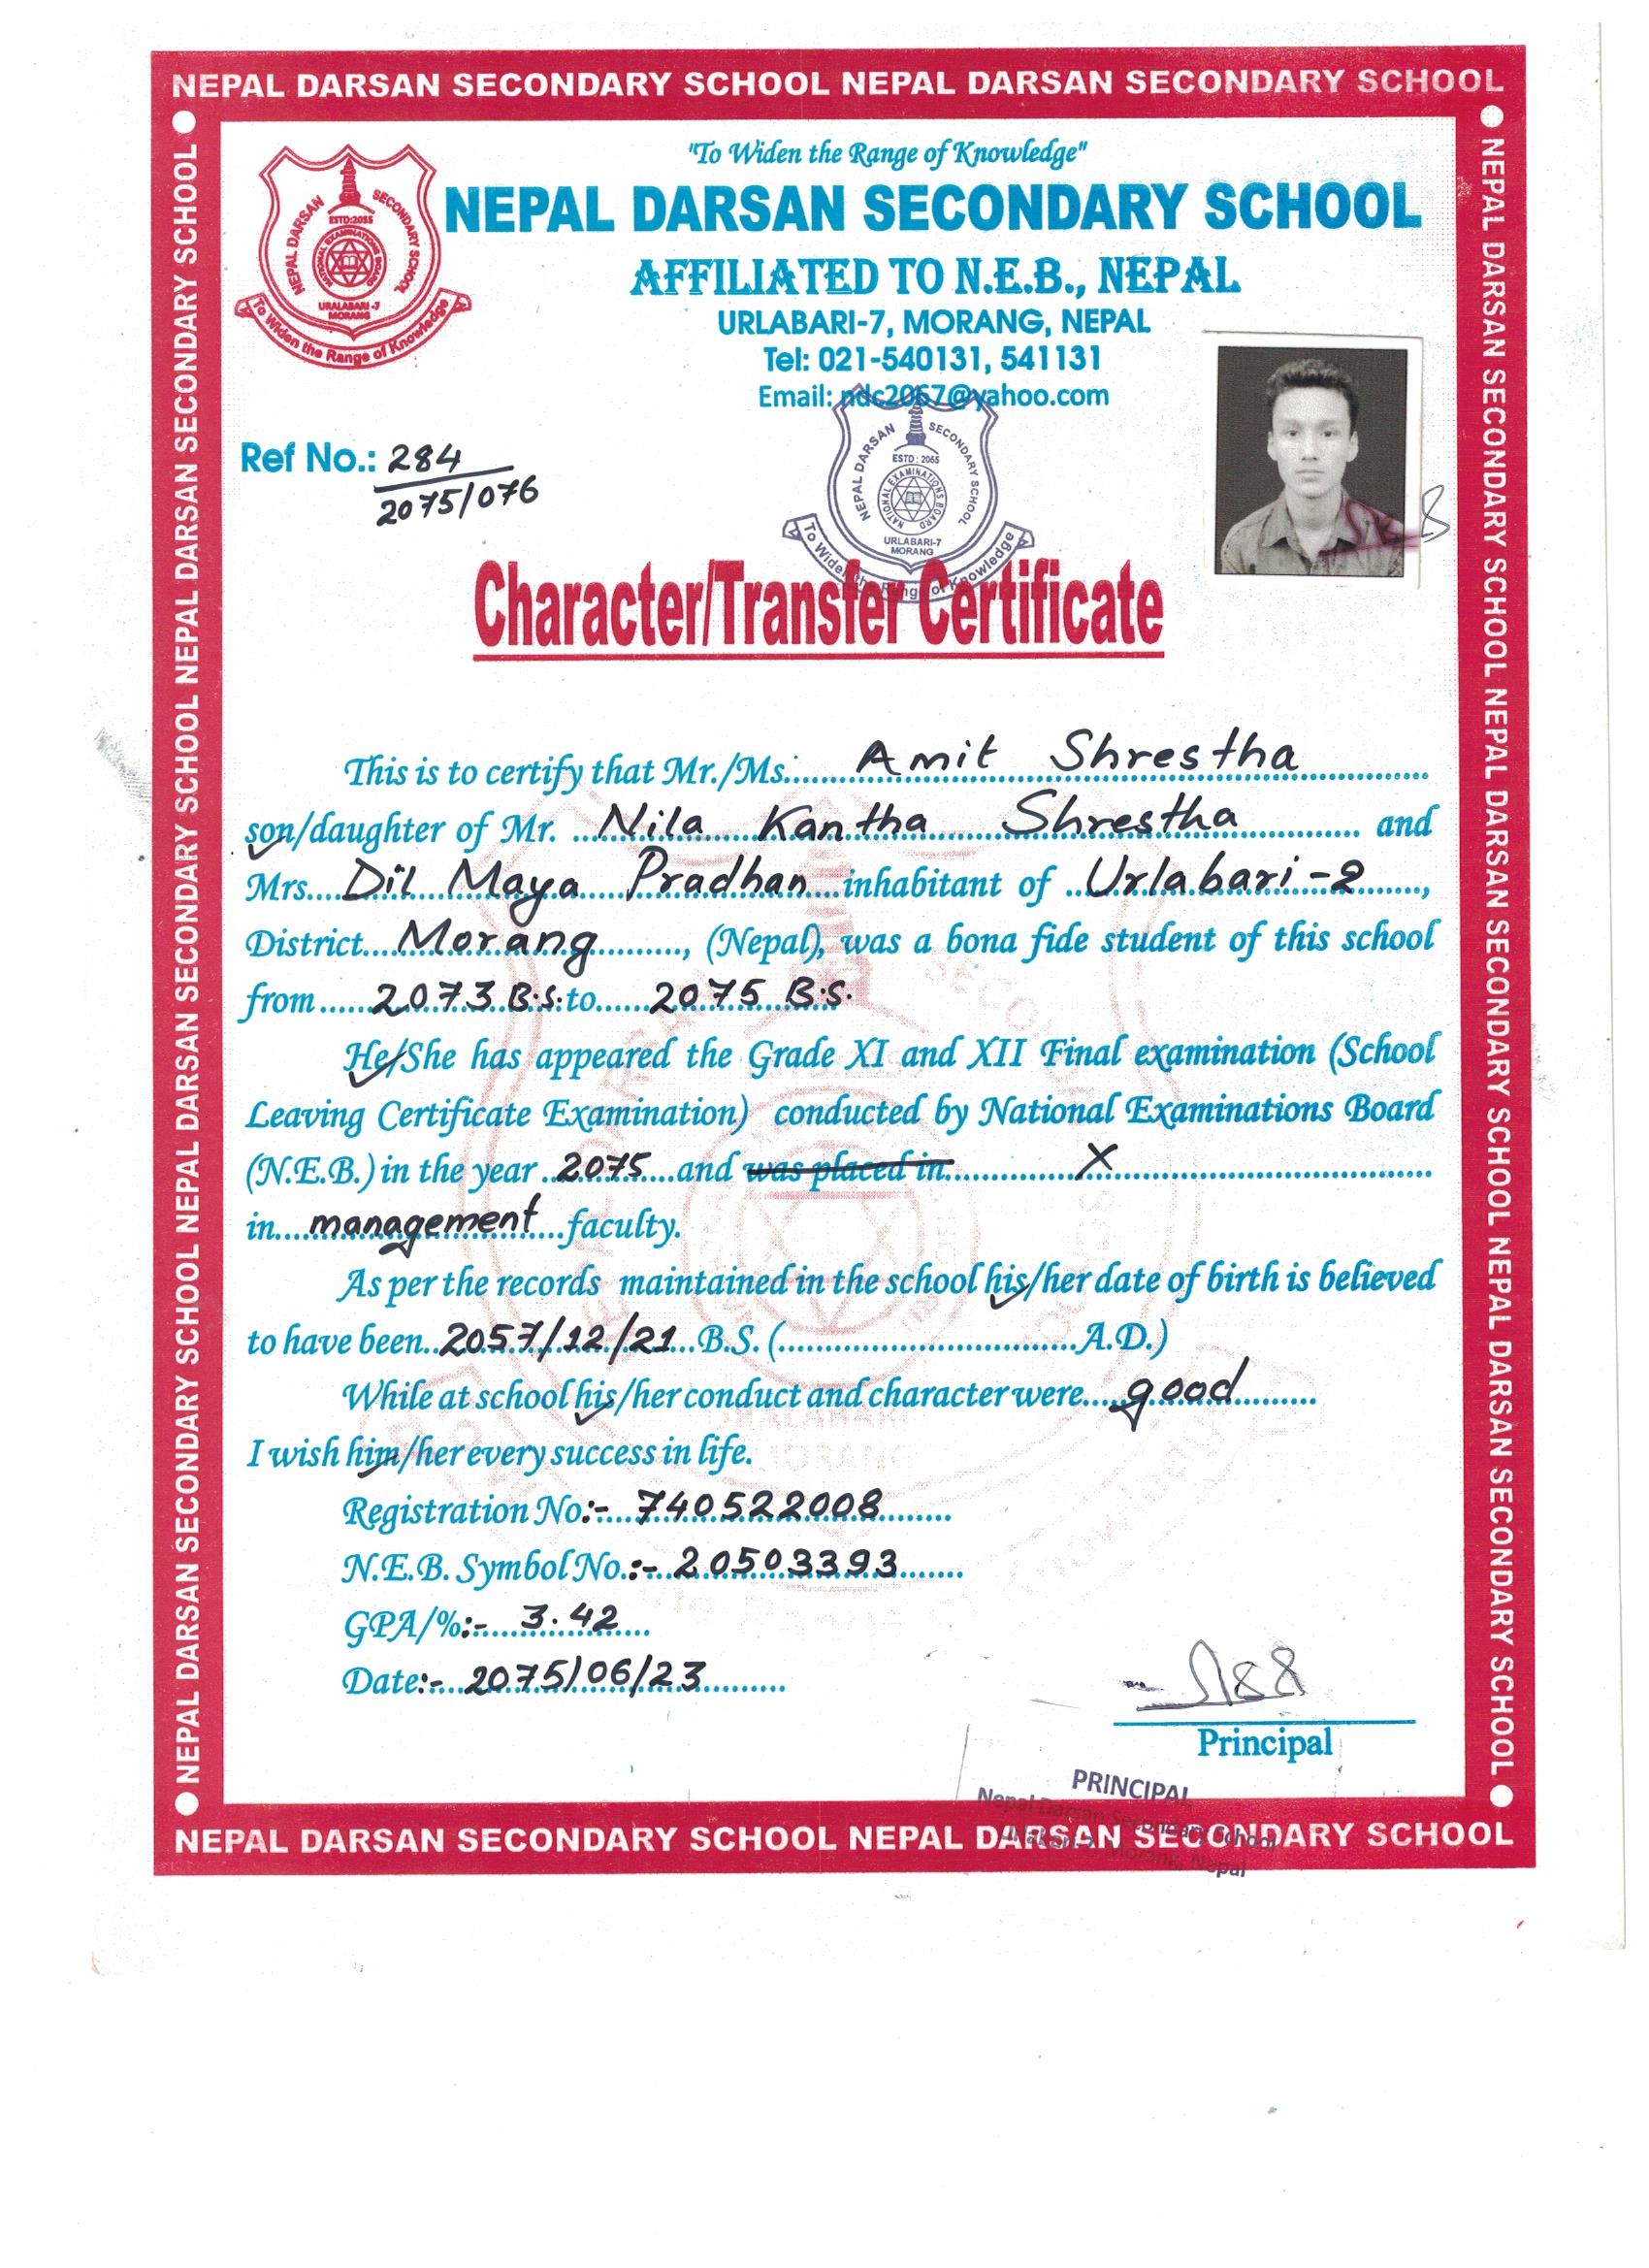 NEPAL DARSAN SECONDARY SCHOOL NEPAL DARSAN SECONDARY SCHOOL
NEPAL DARSAN SECONDARY SCHOOL NEPAL DARSAN SECONDARY SCHOOL NEPAL DARSAN SECONDARY SCHOOL
NEPAL DARSAN SECONDARY SCHOOL NEPAL DARSAN SECONDARY SCHOOL NEPAL DARSAN SECONDARY SCHOOL
NEPAL DARSAN SECONDARY SCHOOL
ESTD:2055
NATIONAL EXAMINATIONS BOARD
URALABARI -7
MORANG
To Widen the Range of Knowledge
"To Widen the Range of Knowledge"
NEPAL DARSAN SECONDARY SCHOOL
AFFILIATED TO N.E.B., NEPAL
URLABARI-7, MORANG, NEPAL
Tel: 021-540131, 541131
Email: ndc2067@yahoo.com
NEPAL DARSAN SECONDARY SCHOOL
ESTD : 2065
NATIONAL EXAMINATIONS BOARD
URLABARI-7
MORANG
To Widen the Range of Knowledge
Ref No.: 284
2075/076
Character/Transfer Certificate
This is to certify that Mr./Ms. Amit Shrestha
son/daughter of Mr. Nila Kantha Shrestha and
Mrs. Dil Maya Pradhan inhabitant of Urlabari-2,
District Morang, (Nepal), was a bona fide student of this school
from 2073 B.S. to 2075 B.S.
He/She has appeared the Grade XI and XII Final examination (School
Leaving Certificate Examination) conducted by National Examinations Board
(N.E.B.) in the year 2075 and was placed in X
in management faculty.
As per the records maintained in the school his/her date of birth is believed
to have been 2057/12/21 B.S. (..............................A.D.)
While at school his/her conduct and character were good
I wish him/her every success in life.
Registration No:- 740522008
N.E.B. Symbol No.:- 20503393
GPA/%:- 3.42
Date:- 2075/06/23
Principal
PRINCIPAL
Nepal Darsan Secondary School
Urlabari-7, Morang, Nepal
NEPAL DARSAN SECONDARY SCHOOL NEPAL DARSAN SECONDARY SCHOOL